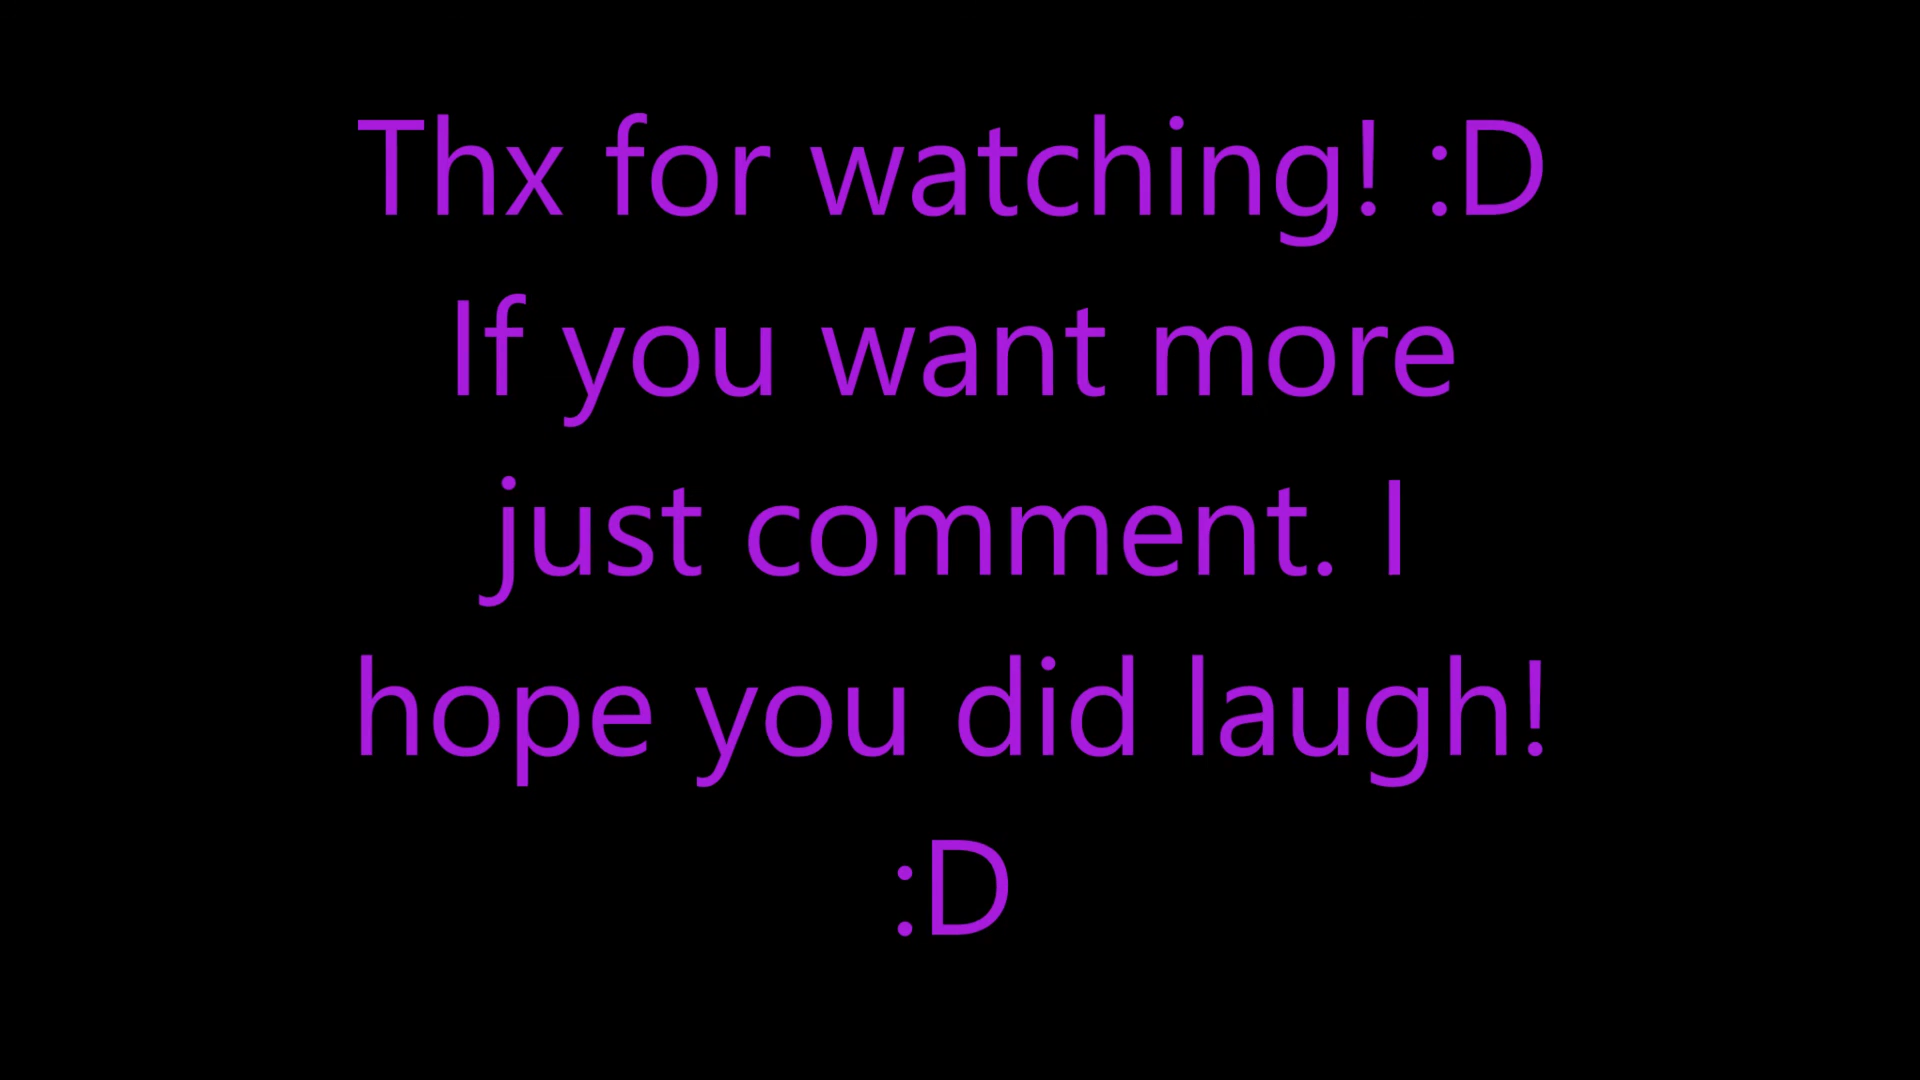 Thx for watching! :D
If you want more
just comment. I
hope you did laugh!
:D